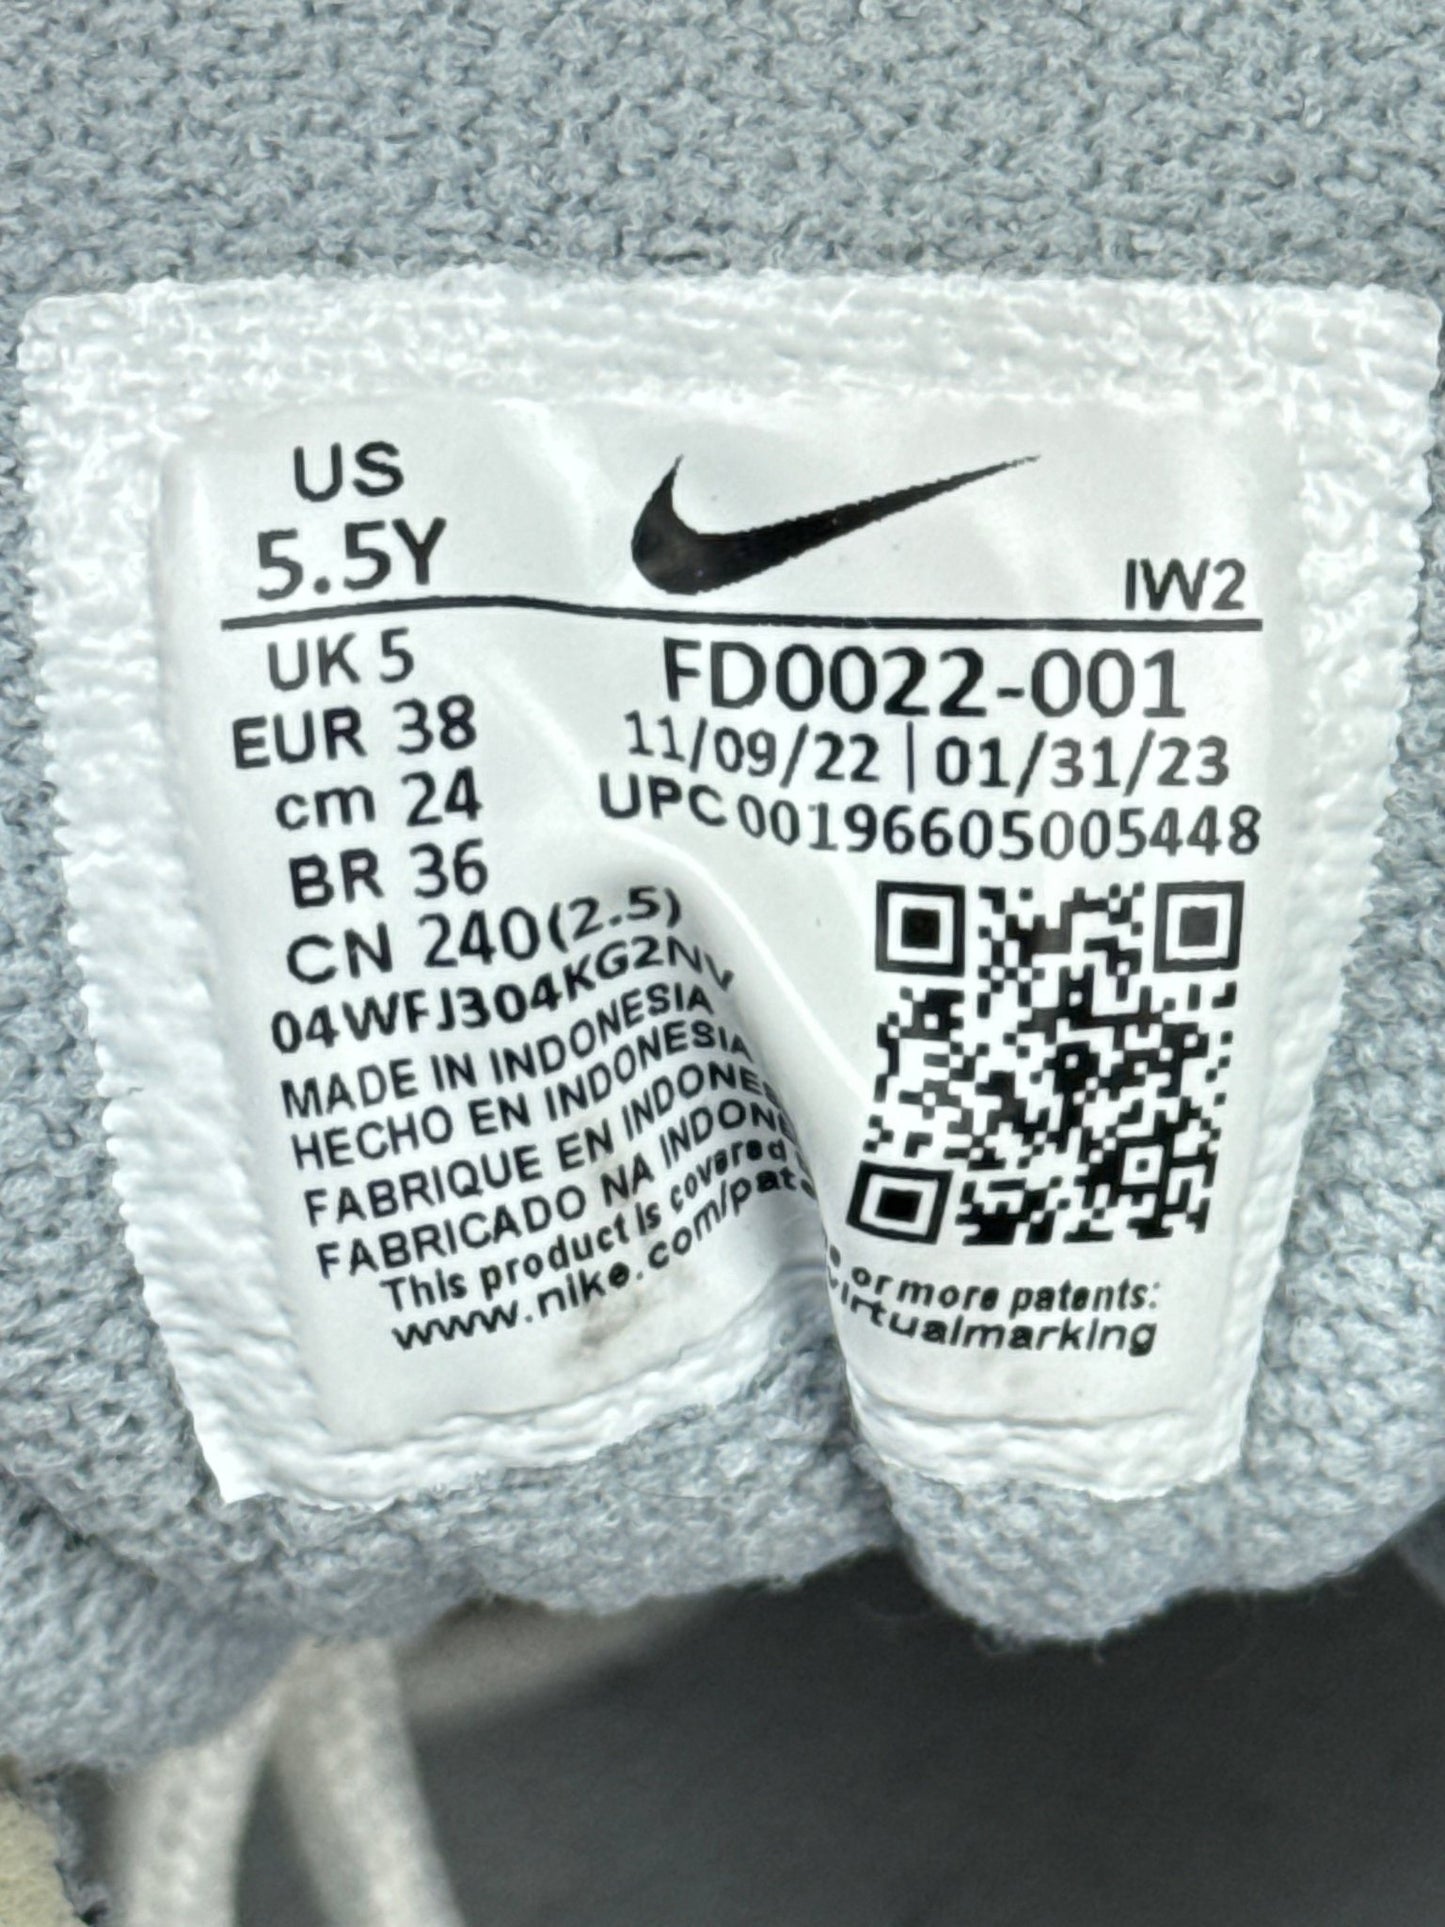 US
5.5Y
IW2
UK 5
EUR 38
cm 24
BR 36
CN 240(2.5)
04WFJ304KG2NV
MADE IN INDONESIA
HECHO EN INDONESIA
FABRIQUE EN INDONES
FABRICADO NA INDONE
This product is covered or more patents:
www.nike.com/pat virtualmarking
FD0022-001
11/09/22 | 01/31/23
UPC 00196605005448